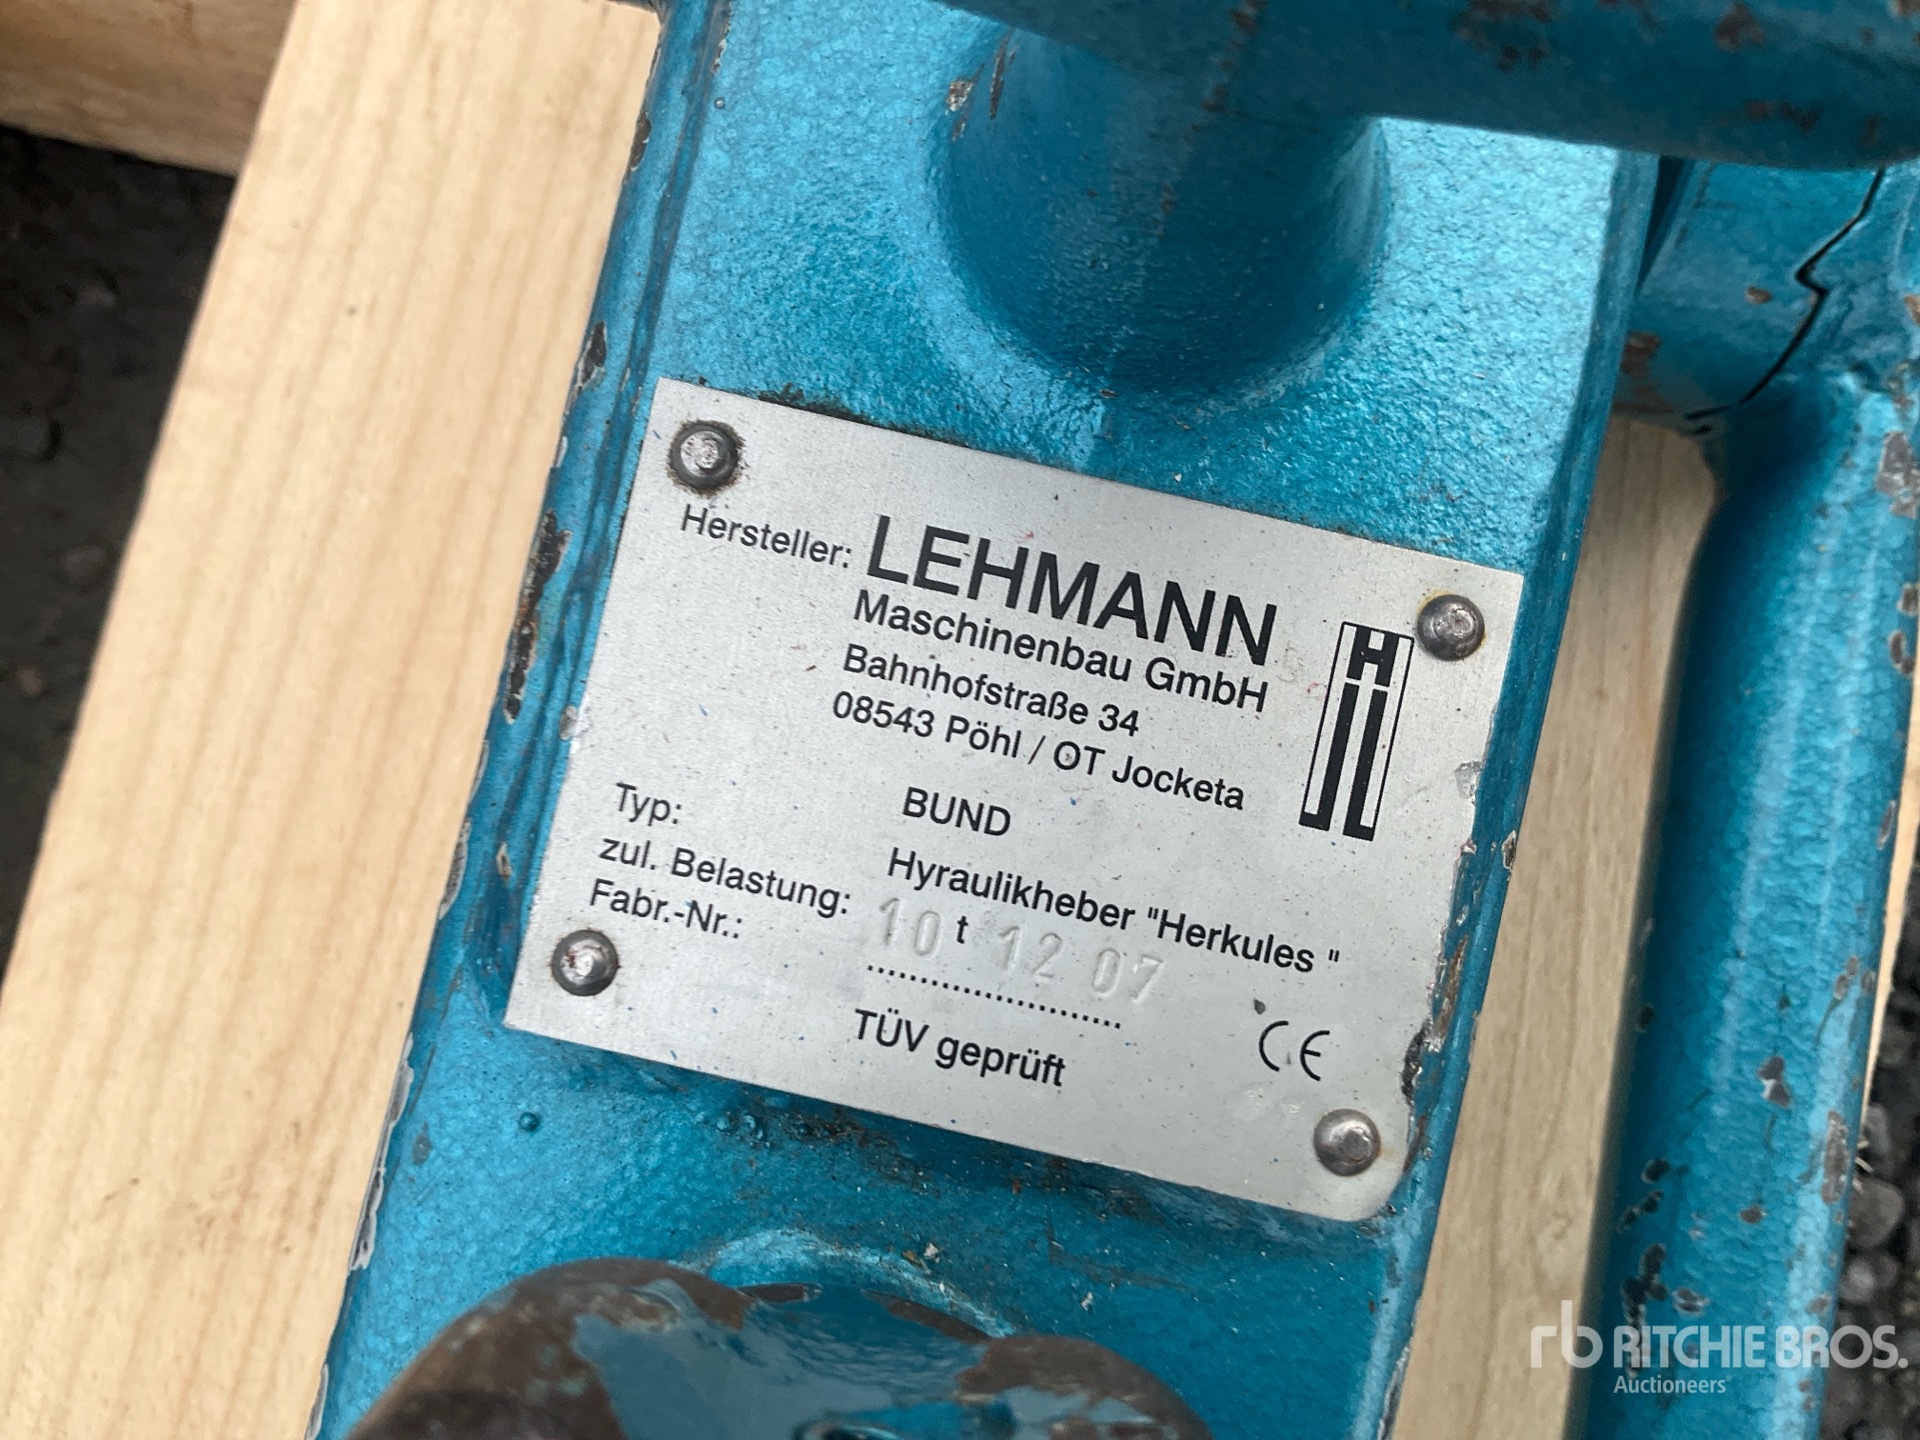 Hersteller: LEHMANN
Maschinenbau GmbH
Bahnhofstraße 34
08543 Pöhl / OT Jocketa
Typ: BUND
Hyraulikheber "Herkules "
zul. Belastung: 10 t
Fabr.-Nr.: 12 07
TÜV geprüft CE
rb RITCHIE BROS.
Auctioneers